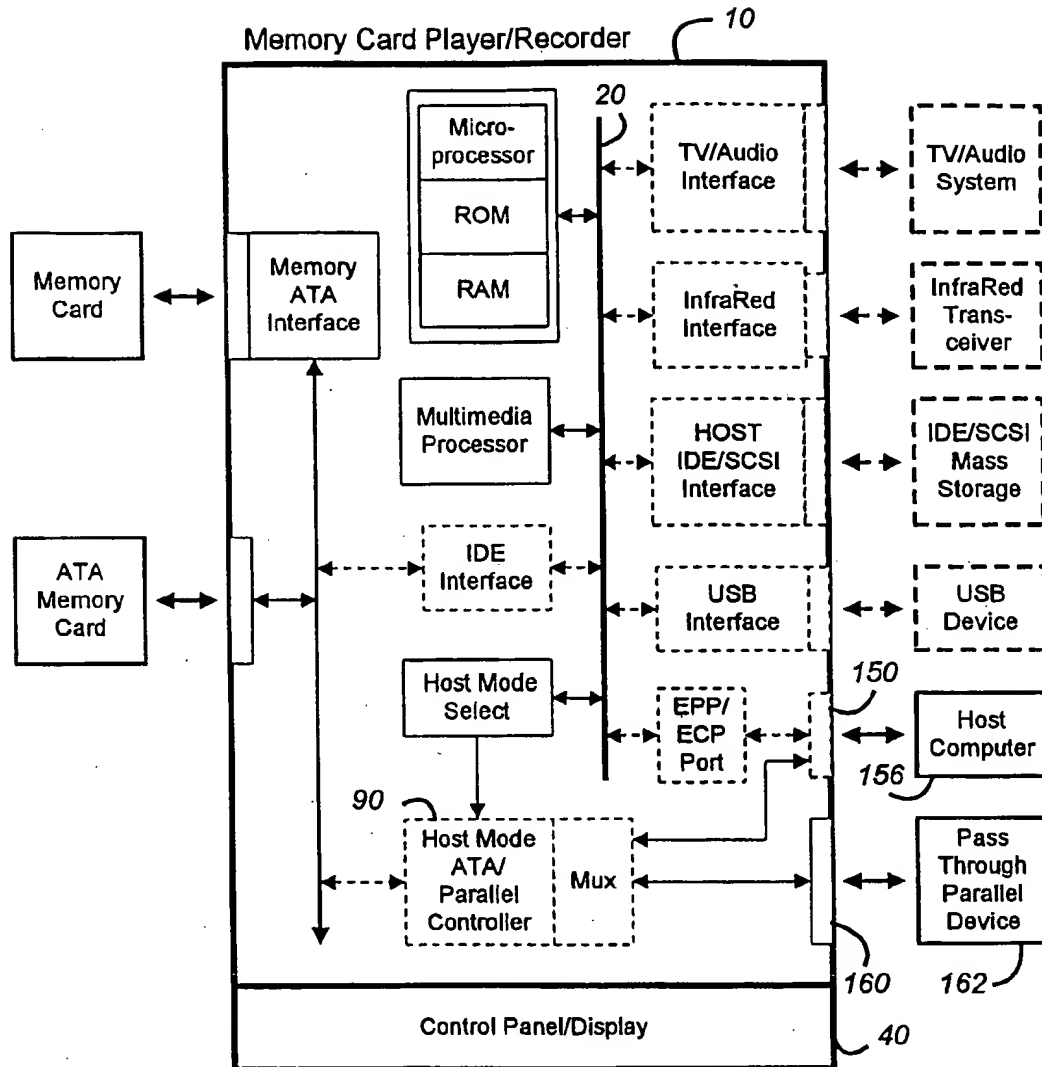 10
Memory Card Player/Recorder
20
Micro-
processor
ROM
RAM
TV/Audio
Interface
TV/Audio
System
Memory
Card
Memory
ATA
Interface
InfraRed
Interface
InfraRed
Trans-
ceiver
Multimedia
Processor
HOST
IDE/SCSI
Interface
IDE/SCSI
Mass
Storage
ATA
Memory
Card
IDE
Interface
USB
Interface
USB
Device
Host Mode
Select
EPP/
ECP
Port
150
Host
Computer
156
90
Host Mode
ATA/
Parallel
Controller
Mux
Pass
Through
Parallel
Device
160
162
Control Panel/Display
40